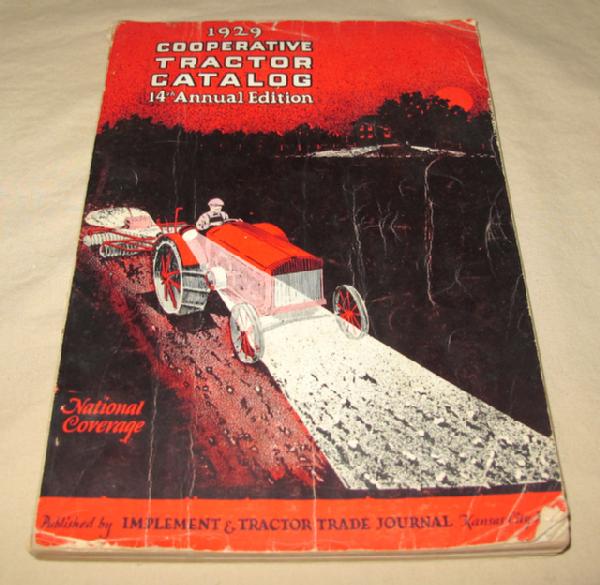 1929
COOPERATIVE
TRACTOR
CATALOG
14th Annual Edition
National
Coverage
Published by IMPLEMENT & TRACTOR TRADE JOURNAL Kansas City